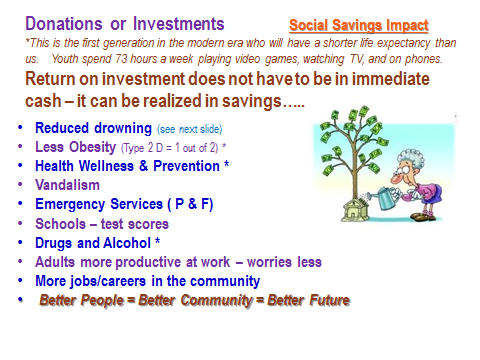 Donations or Investments Social Savings Impact
*This is the first generation in the modern era who will have a shorter life expectancy than
us. Youth spend 73 hours a week playing video games, watching TV, and on phones.
Return on investment does not have to be in immediate
cash – it can be realized in savings…..
• Reduced drowning (see next slide)
• Less Obesity (Type 2 D = 1 out of 2) *
• Health Wellness & Prevention *
• Vandalism
• Emergency Services ( P & F)
• Schools – test scores
• Drugs and Alcohol *
• Adults more productive at work – worries less
• More jobs/careers in the community
• Better People = Better Community = Better Future